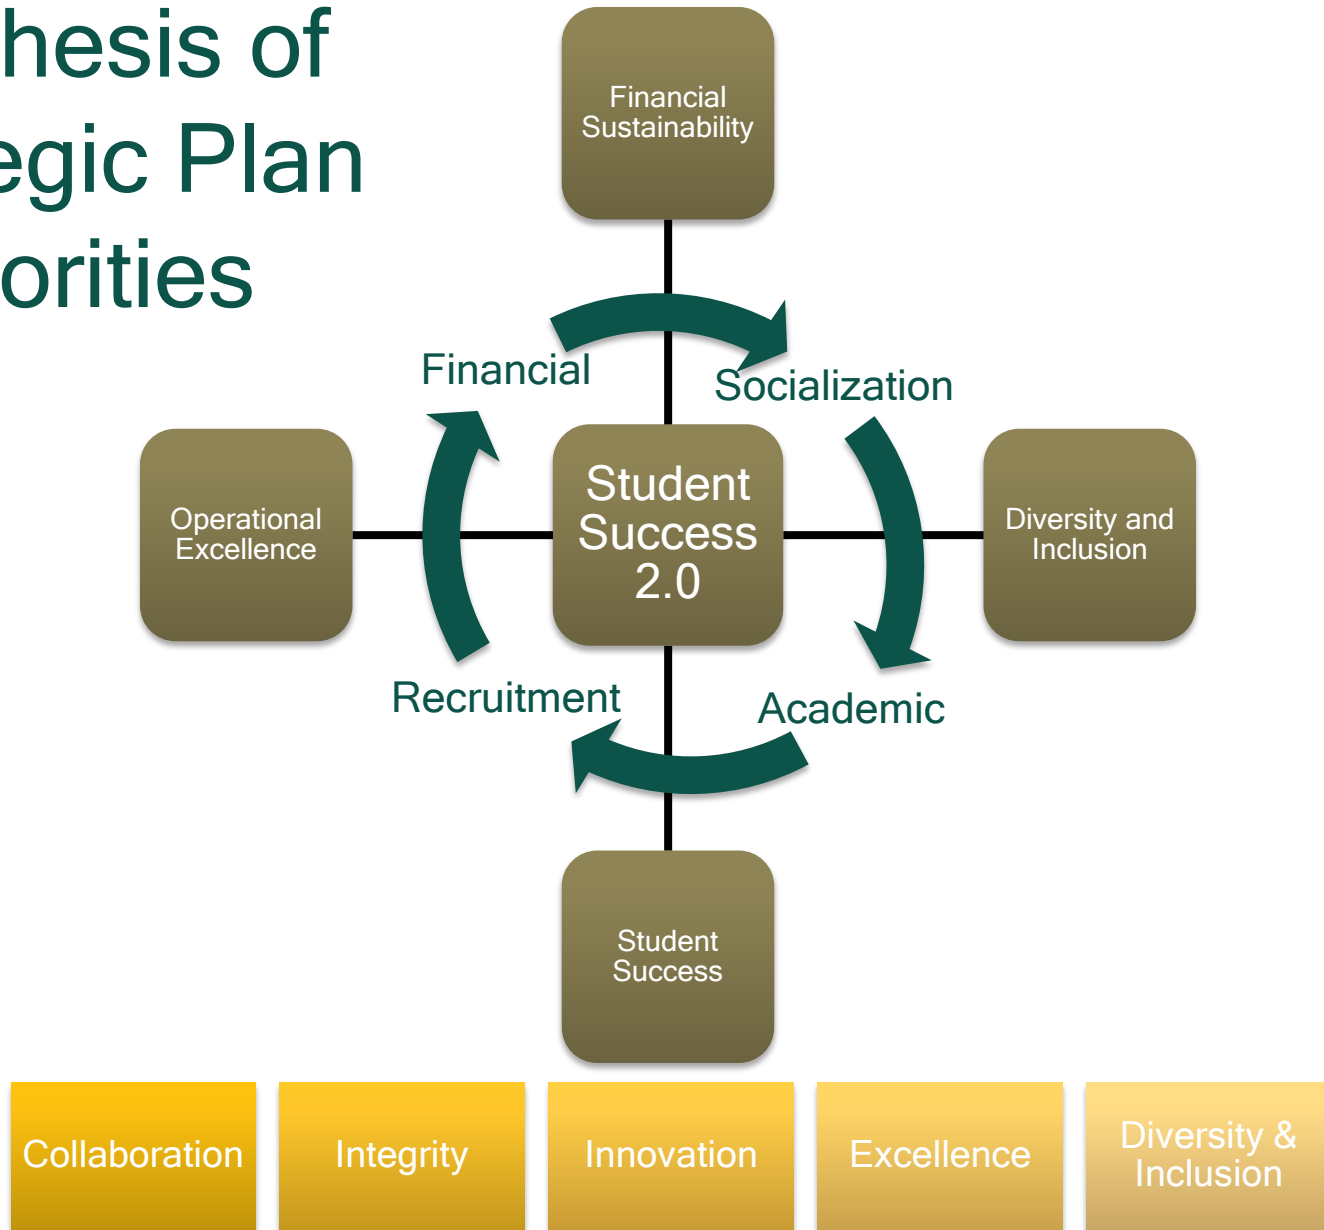 hesis of
egic Plan
orities
Financial
Sustainability
Financial
Socialization
Operational
Excellence
Student
Success
2.0
Diversity and
Inclusion
Recruitment
Academic
Student
Success
Collaboration
Integrity
Innovation
Excellence
Diversity &
Inclusion